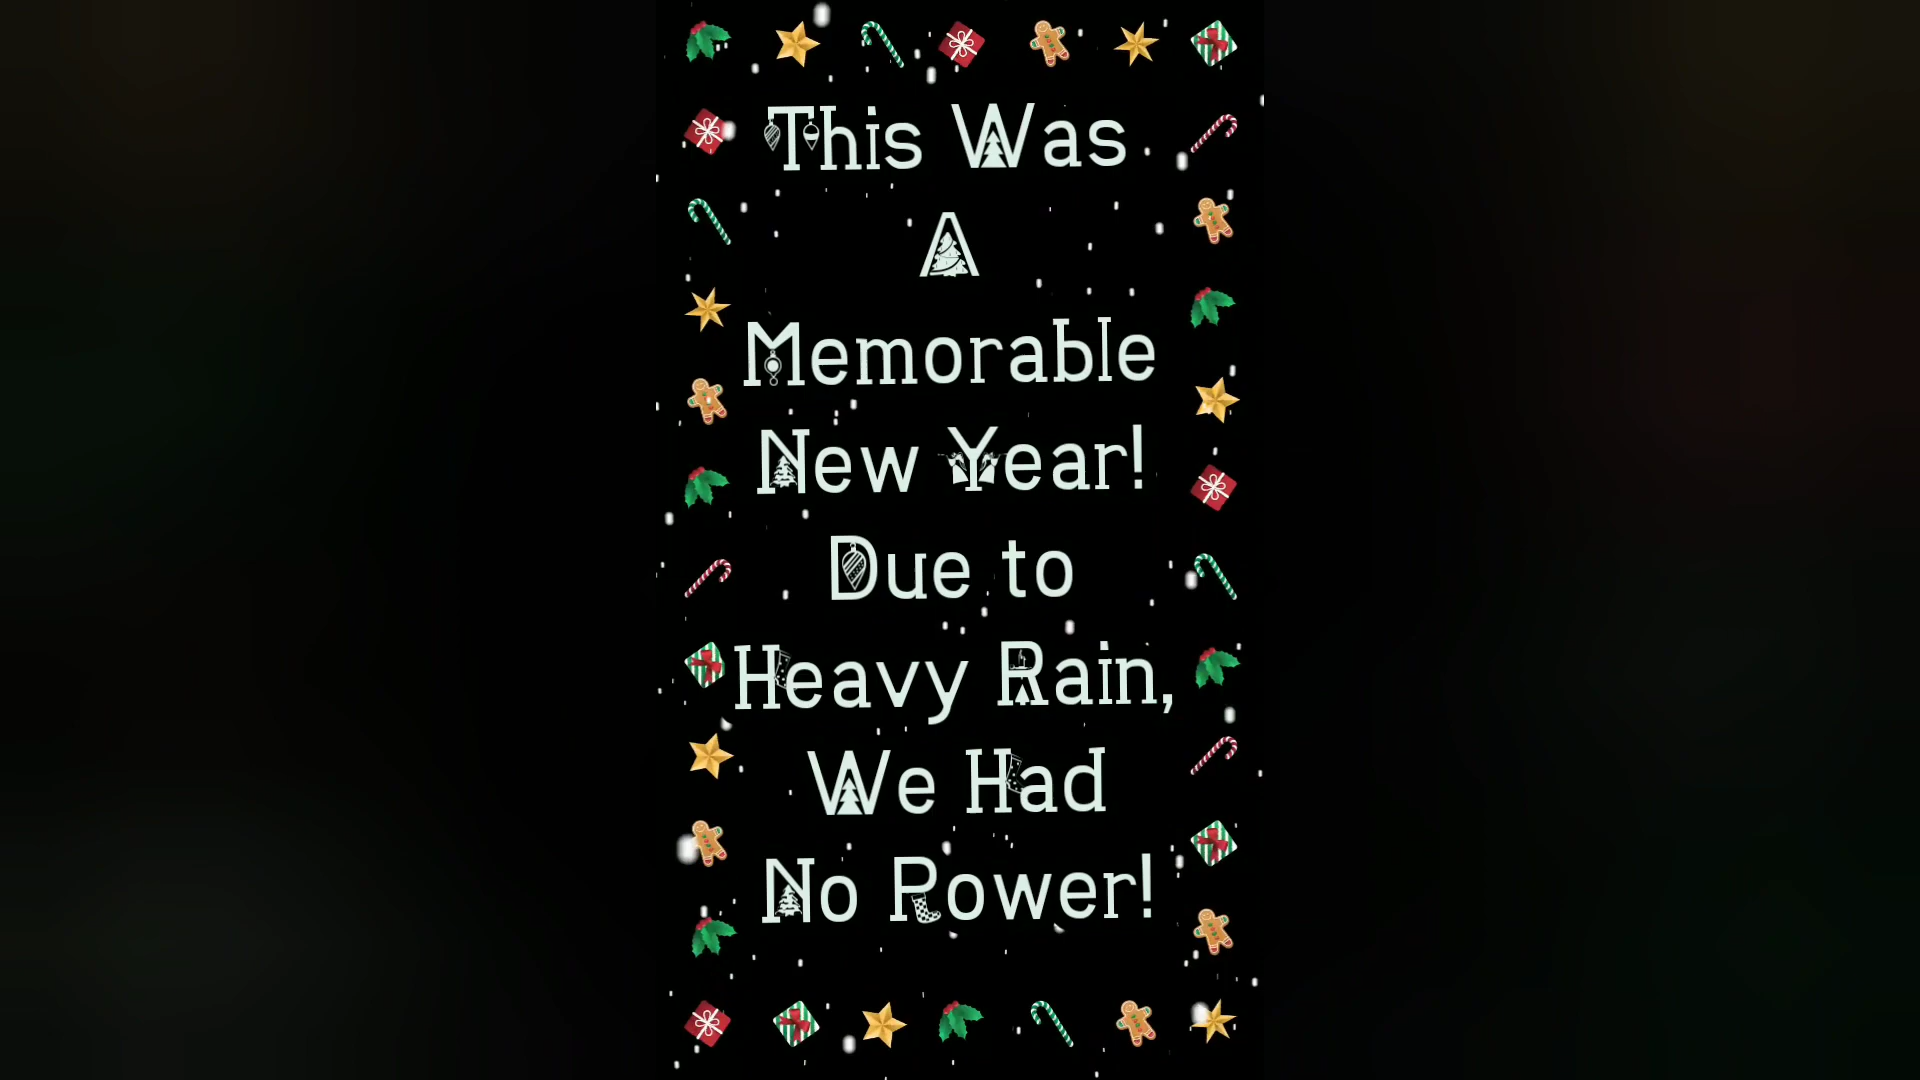 This Was
A
Memorable
New Year!
Due to
Heavy Rain,
We Had
No Power!